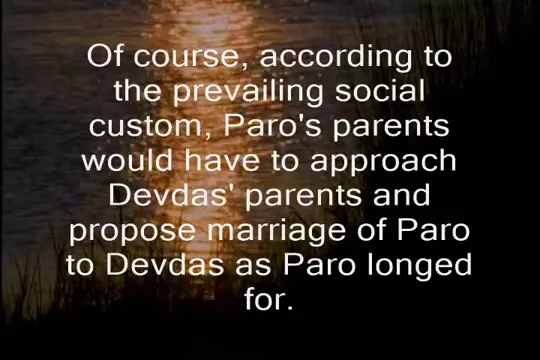 Of course, according to
the prevailing social
custom, Paro's parents
would have to approach
Devdas' parents and
propose marriage of Paro
to Devdas as Paro longed
for.